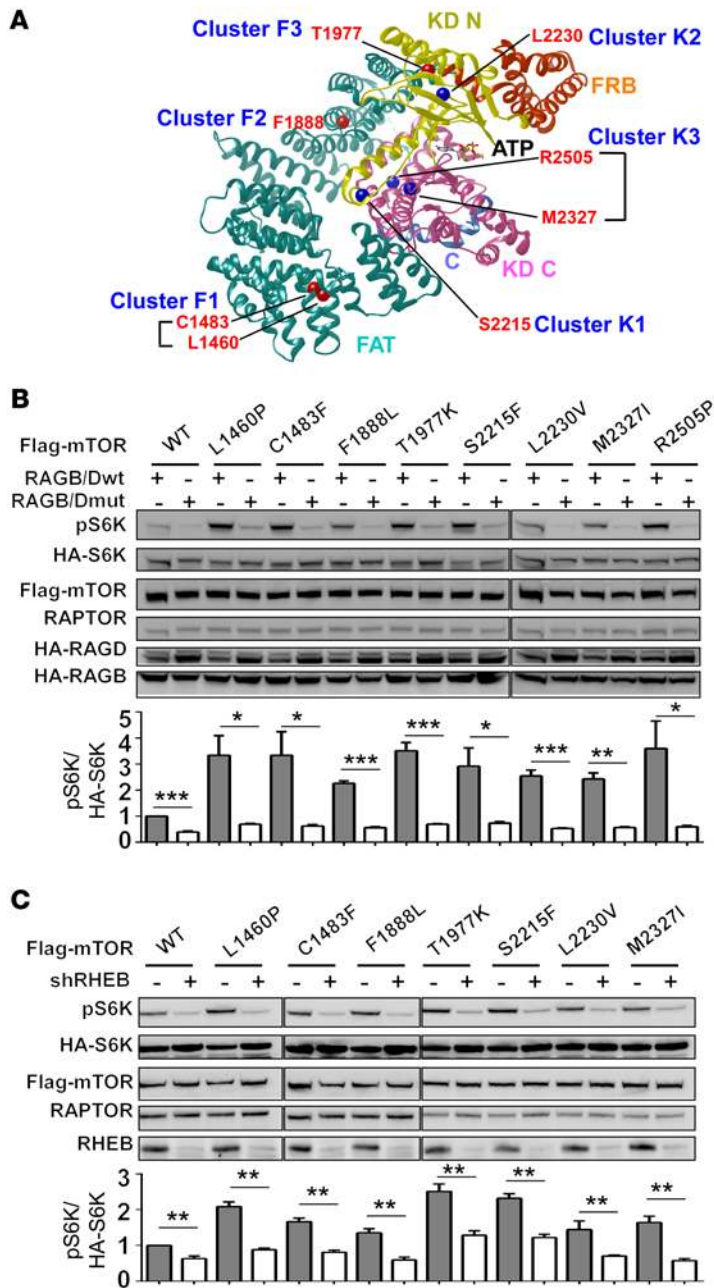 A
Cluster F3 T1977 KD N L2230 Cluster K2
FRB
Cluster F2 F1888
Cluster K3
ATP
R2505
M2327
C
KD C
Cluster F1
C1483
L1460
FAT
S2215 Cluster K1
B
Flag-mTOR WT L1460P C1483F F1888L T1977K S2215F L2230V M2327I R2505P
RAGB/Dwt + - + - + - + - + - + - + - + - + -
RAGB/Dmut - + - + - + - + - + - + - + - + - +
pS6K
HA-S6K
Flag-mTOR
RAPTOR
HA-RAGD
HA-RAGB
pS6K/
HA-S6K
5
4
3
2
1
0
*** * * *** *** * *** ** *
C
Flag-mTOR WT L1460P C1483F F1888L T1977K S2215F L2230V M2327I
shRHEB - + - + - + - + - + - + - + - +
pS6K
HA-S6K
Flag-mTOR
RAPTOR
RHEB
pS6K/
HA-S6K
3
2
1
0
** ** ** ** ** ** ** **